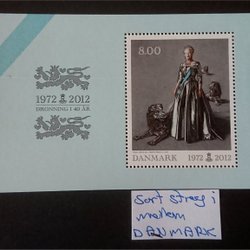 8.00
1972 2012
DRONNING I 40 ÅR
DANMARK 1972 2012
Sort streg i
mellem
DANMARK